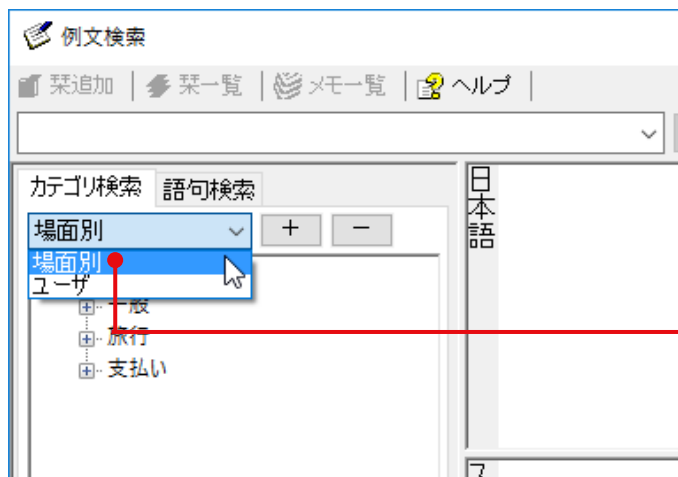 例文検索
栞追加 栞一覧 メモ一覧 ヘルプ
カテゴリ検索 語句検索
場面別 + -
場面別
ユーザ
一般
旅行
支払い
日本語